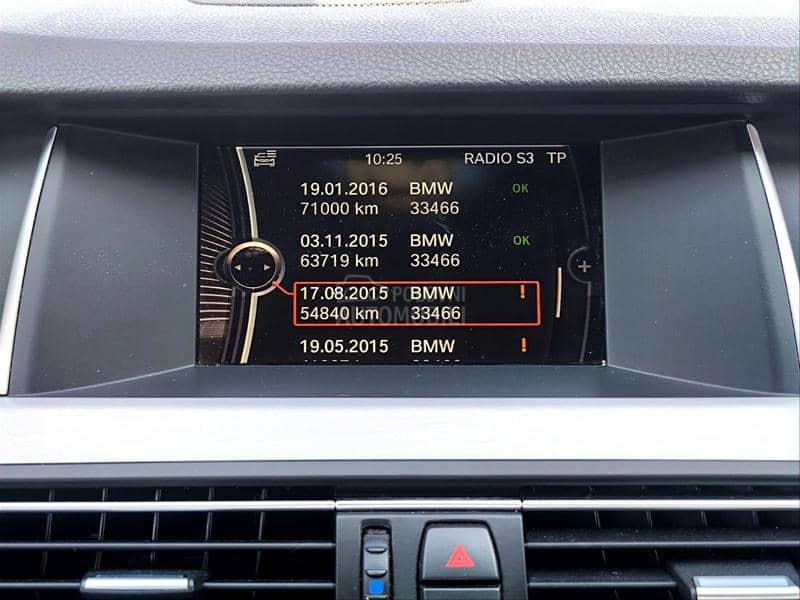 10:25 RADIO S3 TP
19.01.2016 BMW OK
71000 km 33466
03.11.2015 BMW OK
63719 km 33466
17.08.2015 BMW !
54840 km 33466
19.05.2015 BMW !
AUTOMOBILI